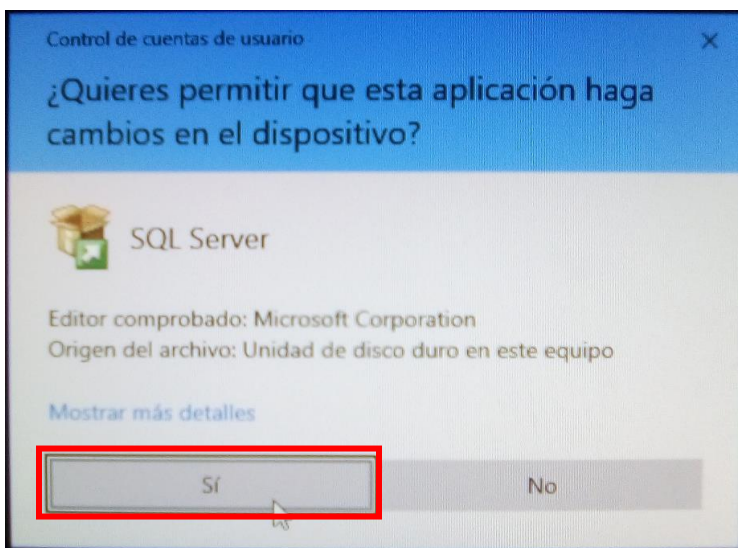 Control de cuentas de usuario
¿Quieres permitir que esta aplicación haga
cambios en el dispositivo?
SQL Server
Editor comprobado: Microsoft Corporation
Origen del archivo: Unidad de disco duro en este equipo
Mostrar más detalles
Sí
No